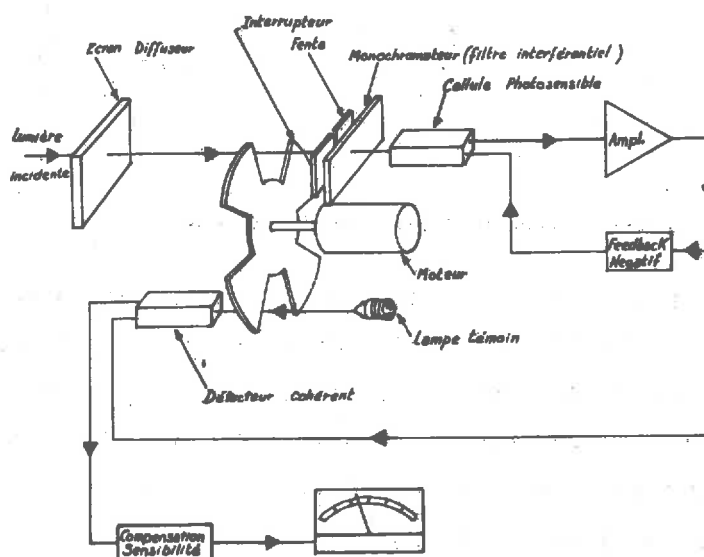 Interrupteur
Fente
Ecran Diffuseur
Monochromateur (filtre interférentiel)
Cellule Photosensible
Lumière
incidente
Ampl.
Feedback
Negatif
Moteur
Lampe témoin
Détecteur cohérent
Compensation
Sensibilité